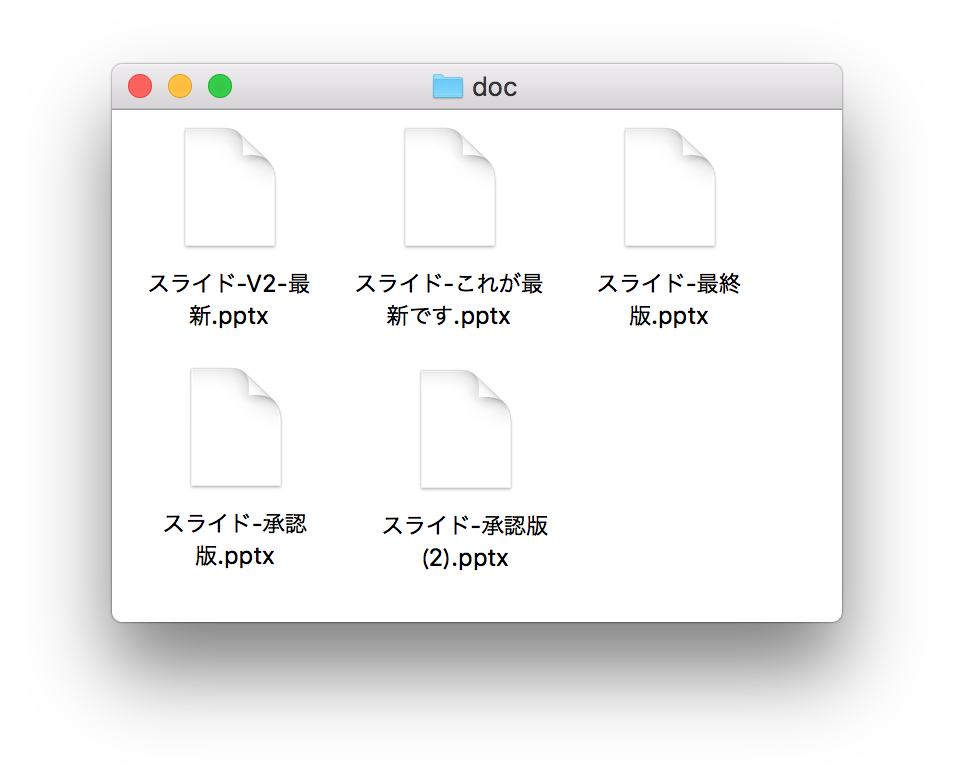 doc
スライド-V2-最
新.pptx
スライド-これが最
新です.pptx
スライド-最終
版.pptx
スライド-承認
版.pptx
スライド-承認版
(2).pptx